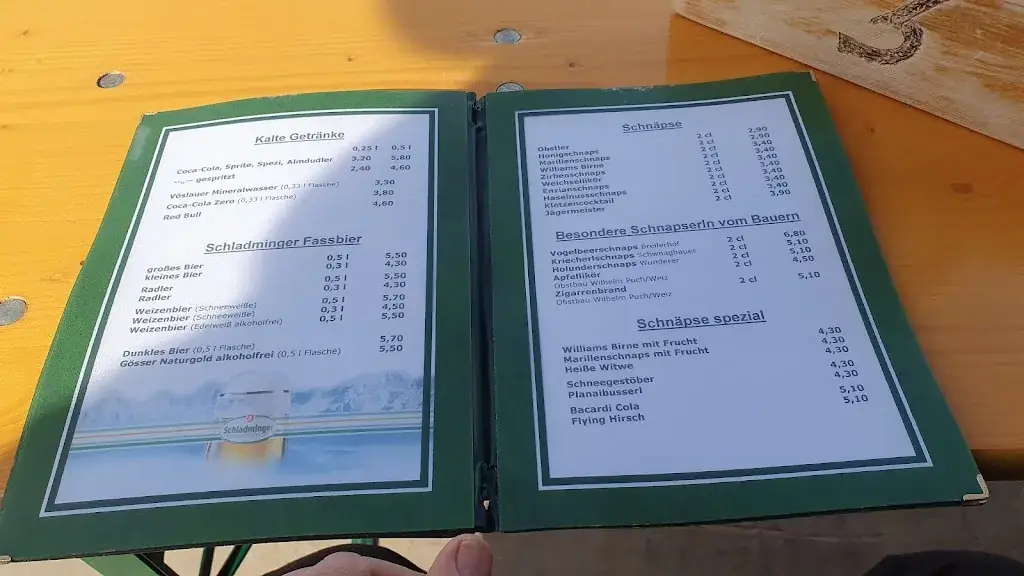 Kalte Getränke
0,25 l 0,5 l
Coca-Cola, Sprite, Spezi, Almdudler 3,20 5,80
--„-- gespritzt 2,40 4,60
Vöslauer Mineralwasser (0,33 l Flasche) 3,30
Coca-Cola Zero (0,33 l Flasche) 3,80
Red Bull 4,60
Schladminger Fassbier
großes Bier 0,5 l 5,50
kleines Bier 0,3 l 4,30
Radler 0,5 l 5,50
Radler 0,3 l 4,30
Weizenbier (Schneeweiße) 0,5 l 5,70
Weizenbier (Schneeweiße) 0,3 l 4,50
Weizenbier (Edelweiß alkoholfrei) 0,5 l 5,50
Dunkles Bier (0,5 l Flasche) 5,70
Gösser Naturgold alkoholfrei (0,5 l Flasche) 5,50
Schladminger
Schnäpse
Obstler 2 cl 2,90
Honigschnaps 2 cl 2,90
Marillenschnaps 2 cl 3,40
Williams Birne 2 cl 3,40
Zirbenschnaps 2 cl 3,40
Weichsellikör 2 cl 3,40
Enzianschnaps
Haselnussschnaps
Kletzencocktail 2 cl 3,40
Jägermeister 2 cl 3,90
Besondere Schnapserln vom Bauern
Vogelbeerschnaps Breilerhof 2 cl 6,80
Kriecherlschnaps Schwoagbauer 2 cl 5,10
Holunderschnaps Wunderer 2 cl 5,10
Apfellikör 2 cl 4,50
Obstbau Wilhelm Puch/Weiz
Zigarrenbrand 2 cl 5,10
Obstbau Wilhelm Puch/Weiz
Schnäpse spezial
Williams Birne mit Frucht 4,30
Marillenschnaps mit Frucht 4,30
Heiße Witwe 4,30
Schneegestöber 4,30
Planaibusserl 4,30
Bacardi Cola 5,10
Flying Hirsch 5,10